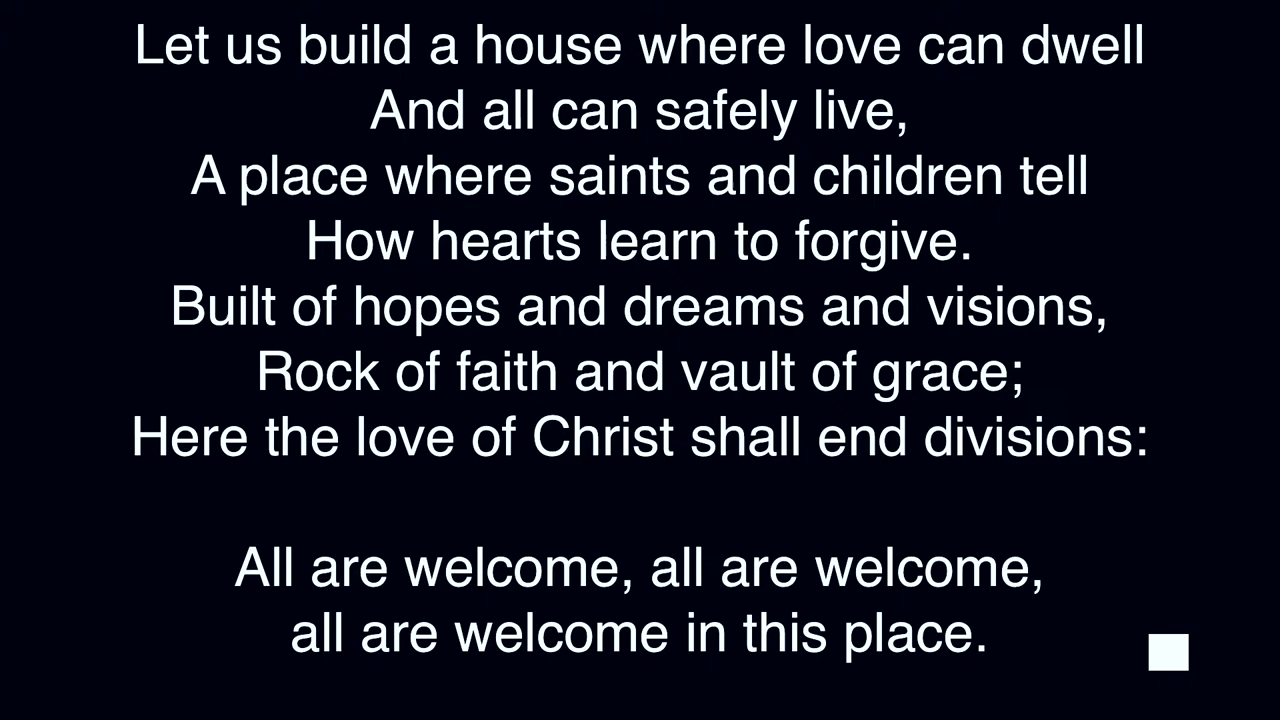 Let us build a house where love can dwell
And all can safely live,
A place where saints and children tell
How hearts learn to forgive.
Built of hopes and dreams and visions,
Rock of faith and vault of grace;
Here the love of Christ shall end divisions:
All are welcome, all are welcome,
all are welcome in this place.